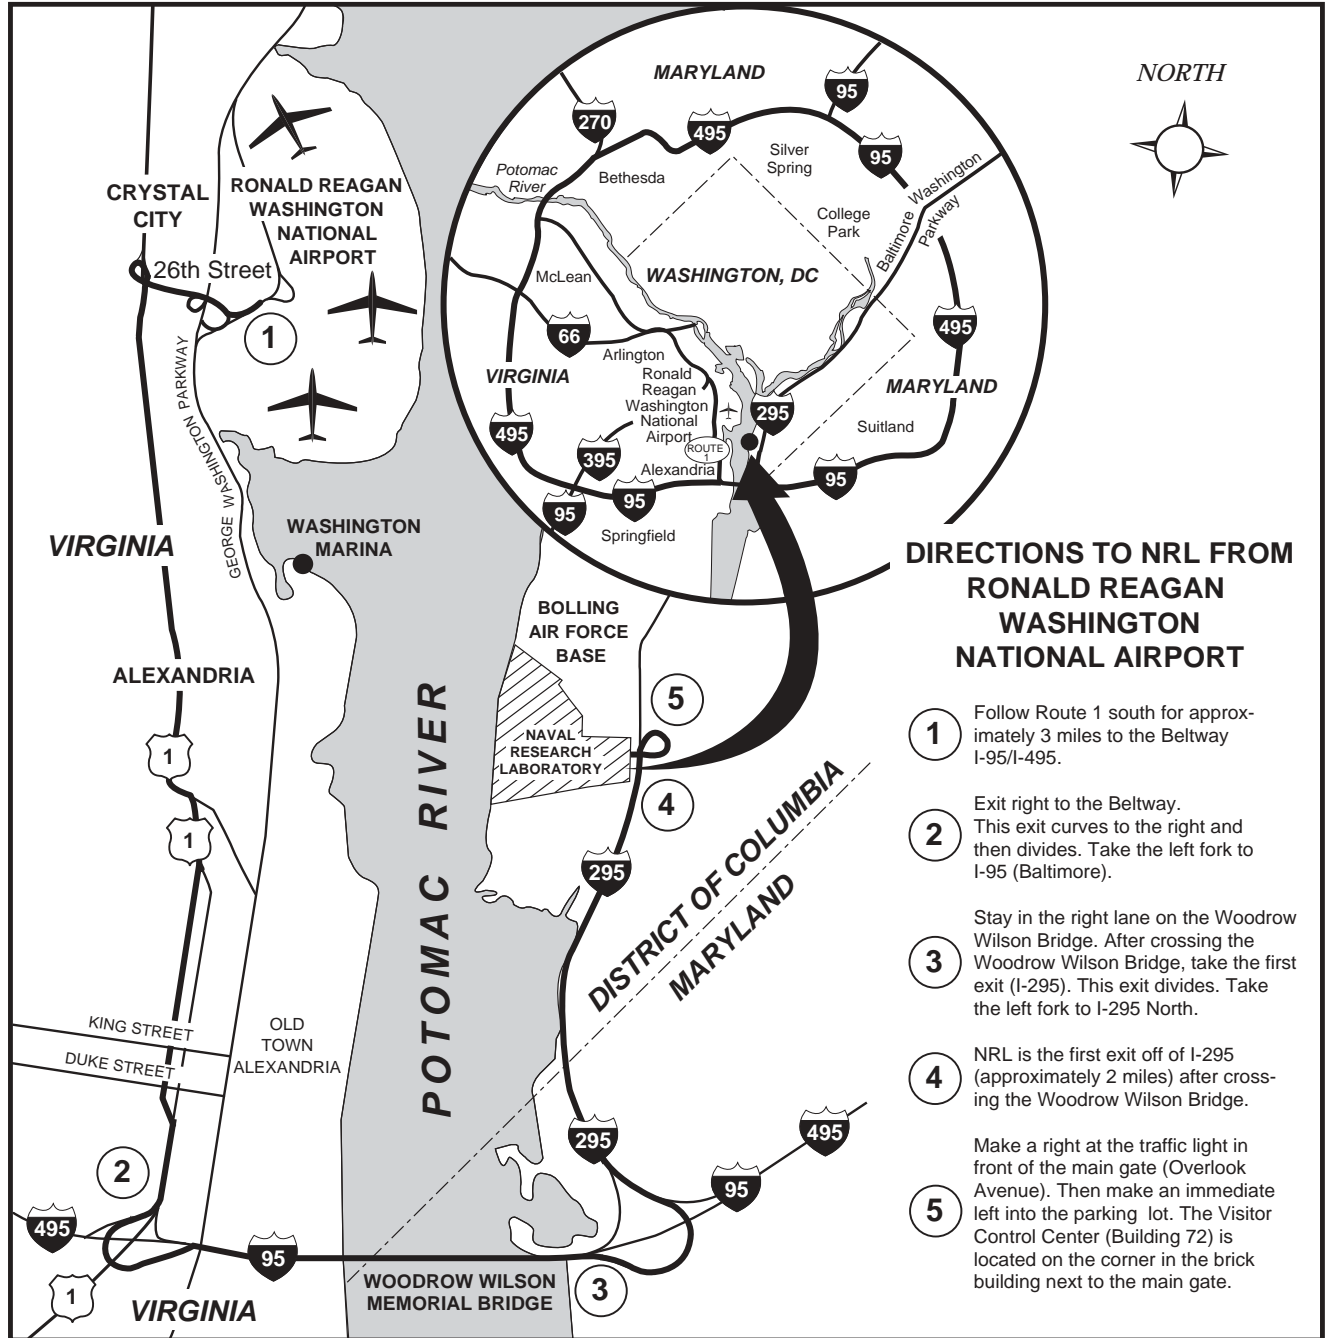 NORTH
MARYLAND
95
270
495
95
Silver
Spring
Potomac
River
Bethesda
Baltimore Washington
Parkway
College
Park
McLean
WASHINGTON, DC
66
495
Arlington
VIRGINIA
Ronald
Reagan
Washington
National
Airport
MARYLAND
295
Suitland
495
395
ROUTE
1
Alexandria
95
95
95
Springfield
CRYSTAL
CITY
RONALD REAGAN
WASHINGTON
NATIONAL
AIRPORT
26th Street
1
GEORGE WASHINGTON PARKWAY
VIRGINIA
WASHINGTON
MARINA
ALEXANDRIA
BOLLING
AIR FORCE
BASE
5
NAVAL
RESEARCH
LABORATORY
4
1
1
POTOMAC RIVER
295
DISTRICT OF COLUMBIA
MARYLAND
KING STREET
DUKE STREET
OLD
TOWN
ALEXANDRIA
2
295
495
95
495
95
1
VIRGINIA
WOODROW WILSON
MEMORIAL BRIDGE
3
DIRECTIONS TO NRL FROM
RONALD REAGAN
WASHINGTON
NATIONAL AIRPORT
1
Follow Route 1 south for approx-
imately 3 miles to the Beltway
I-95/I-495.
2
Exit right to the Beltway.
This exit curves to the right and
then divides. Take the left fork to
I-95 (Baltimore).
3
Stay in the right lane on the Woodrow
Wilson Bridge. After crossing the
Woodrow Wilson Bridge, take the first
exit (I-295). This exit divides. Take
the left fork to I-295 North.
4
NRL is the first exit off of I-295
(approximately 2 miles) after cross-
ing the Woodrow Wilson Bridge.
5
Make a right at the traffic light in
front of the main gate (Overlook
Avenue). Then make an immediate
left into the parking lot. The Visitor
Control Center (Building 72) is
located on the corner in the brick
building next to the main gate.